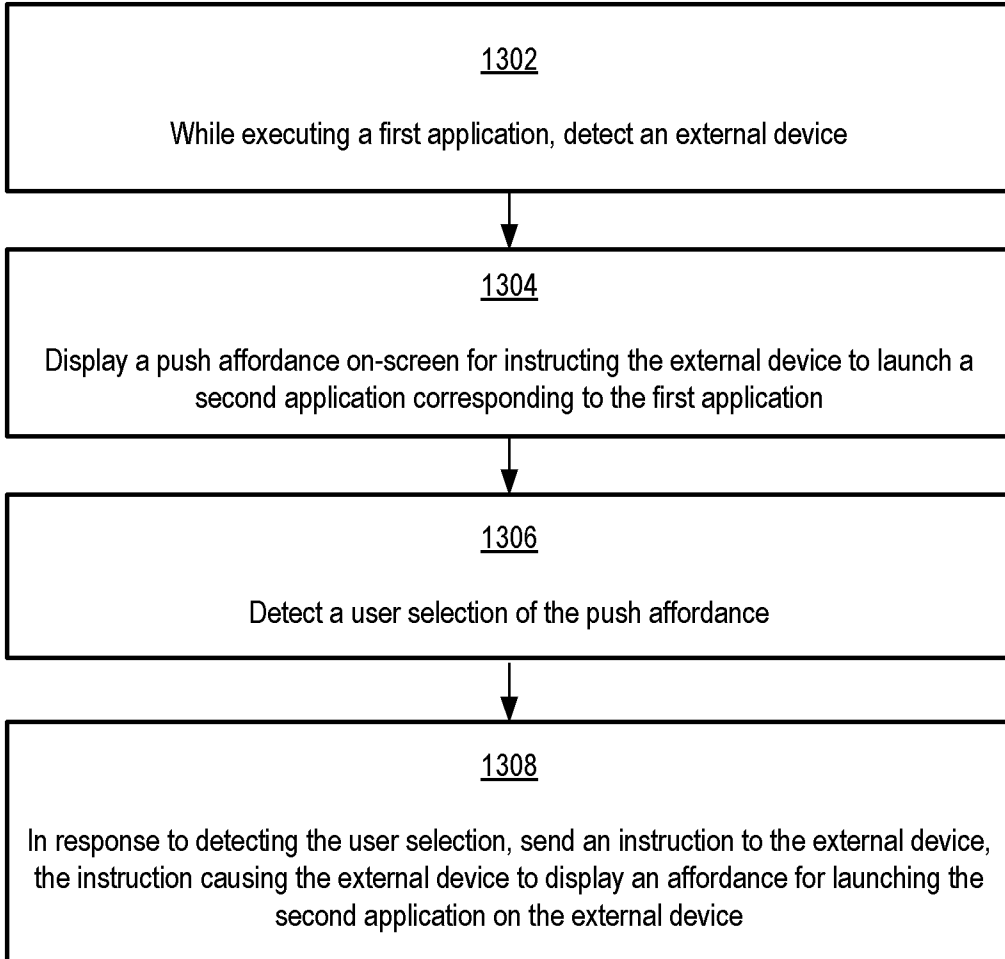 1302
While executing a first application, detect an external device
1304
Display a push affordance on-screen for instructing the external device to launch a
second application corresponding to the first application
1306
Detect a user selection of the push affordance
1308
In response to detecting the user selection, send an instruction to the external device,
the instruction causing the external device to display an affordance for launching the
second application on the external device